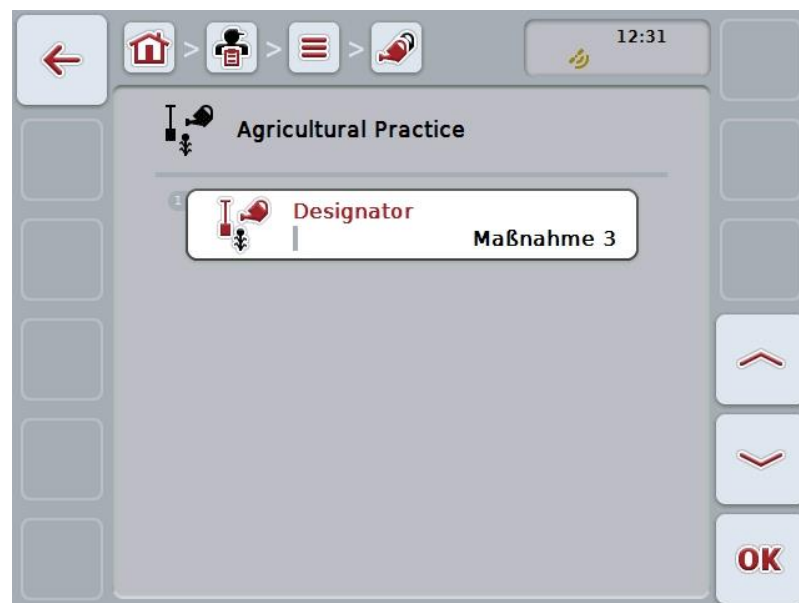 > > >
12:31
Agricultural Practice
1
Designator
Maßnahme 3
OK